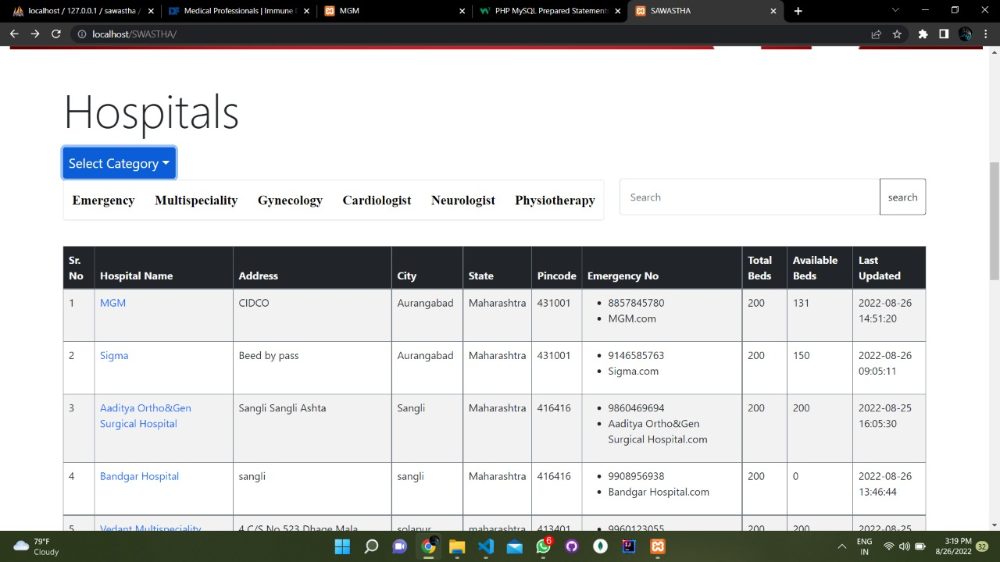 localhost / 127.0.0.1 / sawastha /
Medical Professionals | Immune D
MGM
PHP MySQL Prepared Statements
SAWASTHA
localhost/SWASTHA/
Hospitals
Select Category
Emergency Multispeciality Gynecology Cardiologist Neurologist Physiotherapy
Search
search
Sr. No Hospital Name Address City State Pincode Emergency No Total Beds Available Beds Last Updated
1 MGM CIDCO Aurangabad Maharashtra 431001 • 8857845780 200 131 2022-08-26
• MGM.com 14:51:20
2 Sigma Beed by pass Aurangabad Maharashtra 431001 • 9146585763 200 150 2022-08-26
• Sigma.com 09:05:11
3 Aaditya Ortho&Gen Sangli Sangli Ashta Sangli Maharashtra 416416 • 9860469694 200 200 2022-08-25
Surgical Hospital • Aaditya Ortho&Gen 16:05:30
Surgical Hospital.com
4 Bandgar Hospital sangli sangli Maharashtra 416416 • 9908956938 200 0 2022-08-26
• Bandgar Hospital.com 13:46:44
5 Vedant Multispeciality 4 C/S No 523 Dhage Mala solapur maharashtra 413401 • 9960123055 200 200 2022-08-25
79°F
Cloudy
6
ENG
IN
3:19 PM
8/26/2022
32